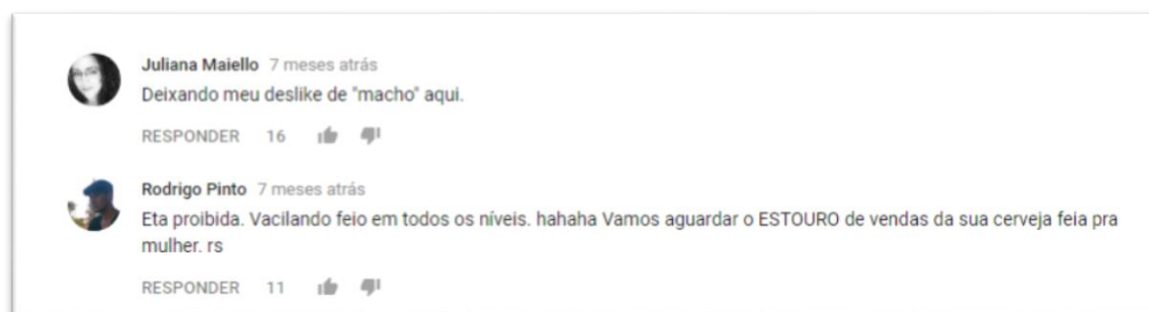 Juliana Maiello 7 meses atrás
Deixando meu deslike de "macho" aqui.
RESPONDER 16
Rodrigo Pinto 7 meses atrás
Eta proibida. Vacilando feio em todos os níveis. hahaha Vamos aguardar o ESTOURO de vendas da sua cerveja feia pra
mulher. rs
RESPONDER 11